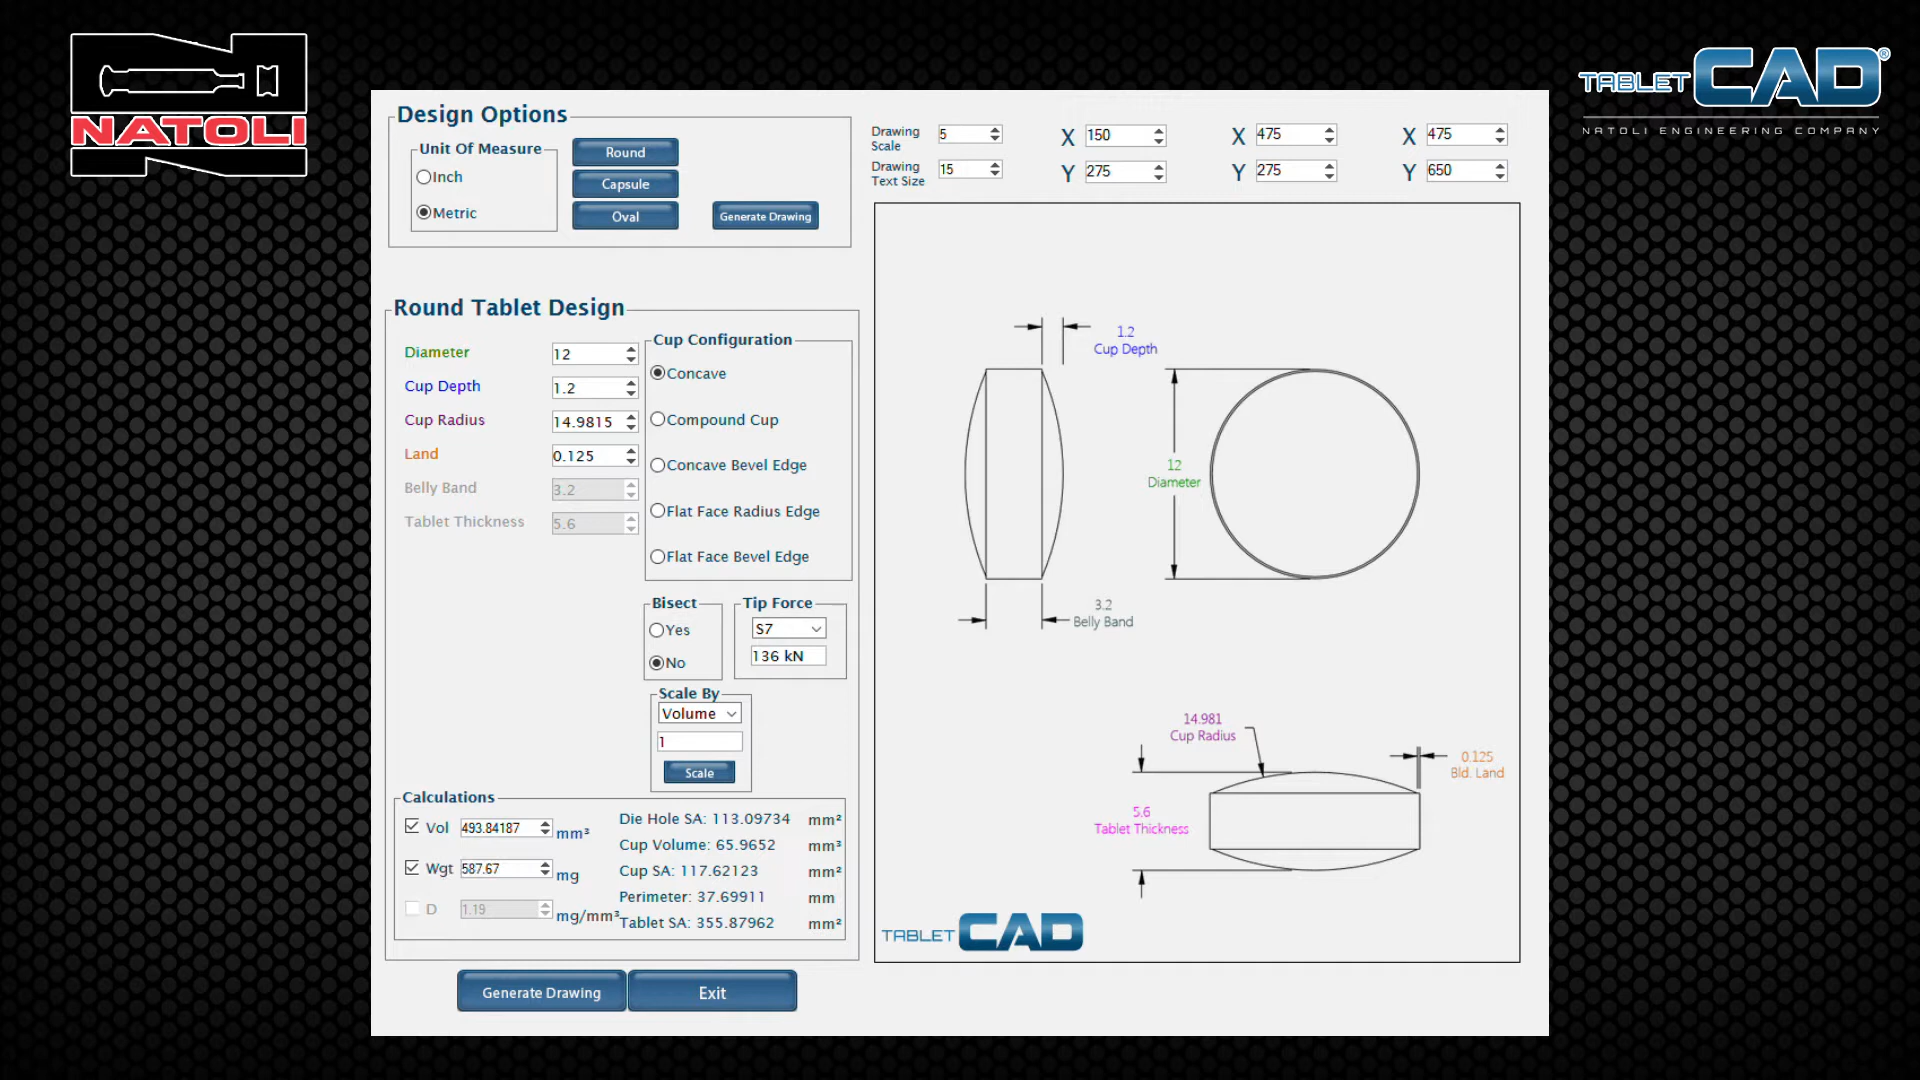 NATOLI
TABLET CAD®
NATOLI ENGINEERING COMPANY
Design Options
Unit Of Measure
Inch
Metric
Round
Capsule
Oval
Generate Drawing
Drawing Scale 5
Drawing Text Size 15
X 150
Y 275
X 475
Y 275
X 475
Y 650
Round Tablet Design
Diameter 12
Cup Depth 1.2
Cup Radius 14.9815
Land 0.125
Belly Band 3.2
Tablet Thickness 5.6
Cup Configuration
Concave
Compound Cup
Concave Bevel Edge
Flat Face Radius Edge
Flat Face Bevel Edge
Bisect
Yes
No
Tip Force
S7
136 kN
Scale By
Volume
1
Scale
Calculations
Vol 493.84187 mm³
Wgt 587.67 mg
D 1.19 mg/mm³
Die Hole SA: 113.09734 mm²
Cup Volume: 65.9652 mm³
Cup SA: 117.62123 mm²
Perimeter: 37.69911 mm
Tablet SA: 355.87962 mm²
Generate Drawing
Exit
1.2
Cup Depth
12
Diameter
3.2
Belly Band
14.981
Cup Radius
0.125
Bld. Land
5.6
Tablet Thickness
TABLET CAD